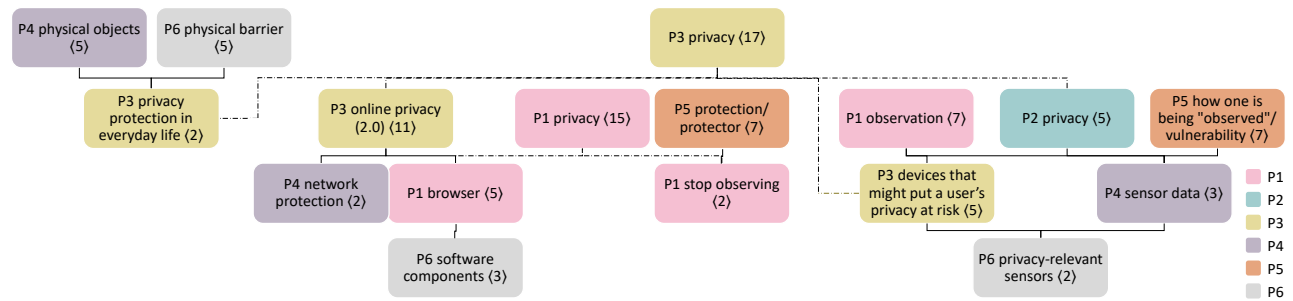 P4 physical objects
⟨5⟩
P6 physical barrier
⟨5⟩
P3 privacy ⟨17⟩
P3 privacy
protection in
everyday life ⟨2⟩
P3 online privacy
(2.0) ⟨11⟩
P1 privacy ⟨15⟩
P5 protection/
protector ⟨7⟩
P1 observation ⟨7⟩
P2 privacy ⟨5⟩
P5 how one is
being "observed"/
vulnerability ⟨7⟩
P4 network
protection ⟨2⟩
P1 browser ⟨5⟩
P1 stop observing
⟨2⟩
P3 devices that
might put a user's
privacy at risk ⟨5⟩
P4 sensor data ⟨3⟩
P6 software
components ⟨3⟩
P6 privacy-relevant
sensors ⟨2⟩
P1
P2
P3
P4
P5
P6